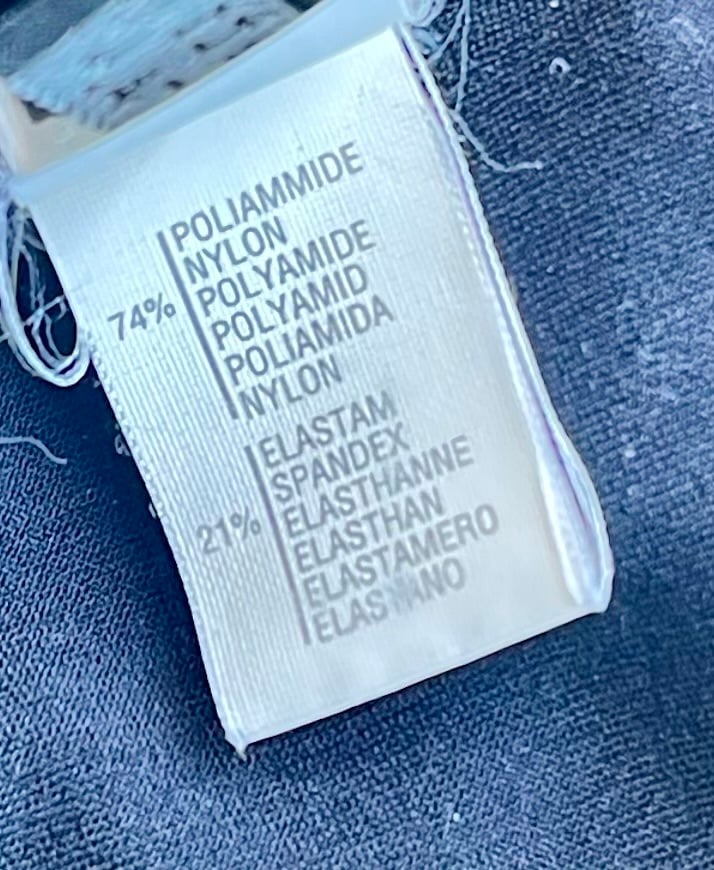 74%
POLIAMMIDE
NYLON
POLYAMIDE
POLYAMID
POLIAMIDA
NYLON
21%
ELASTAM
SPANDEX
ELASTHANNE
ELASTHAN
ELASTAMERO